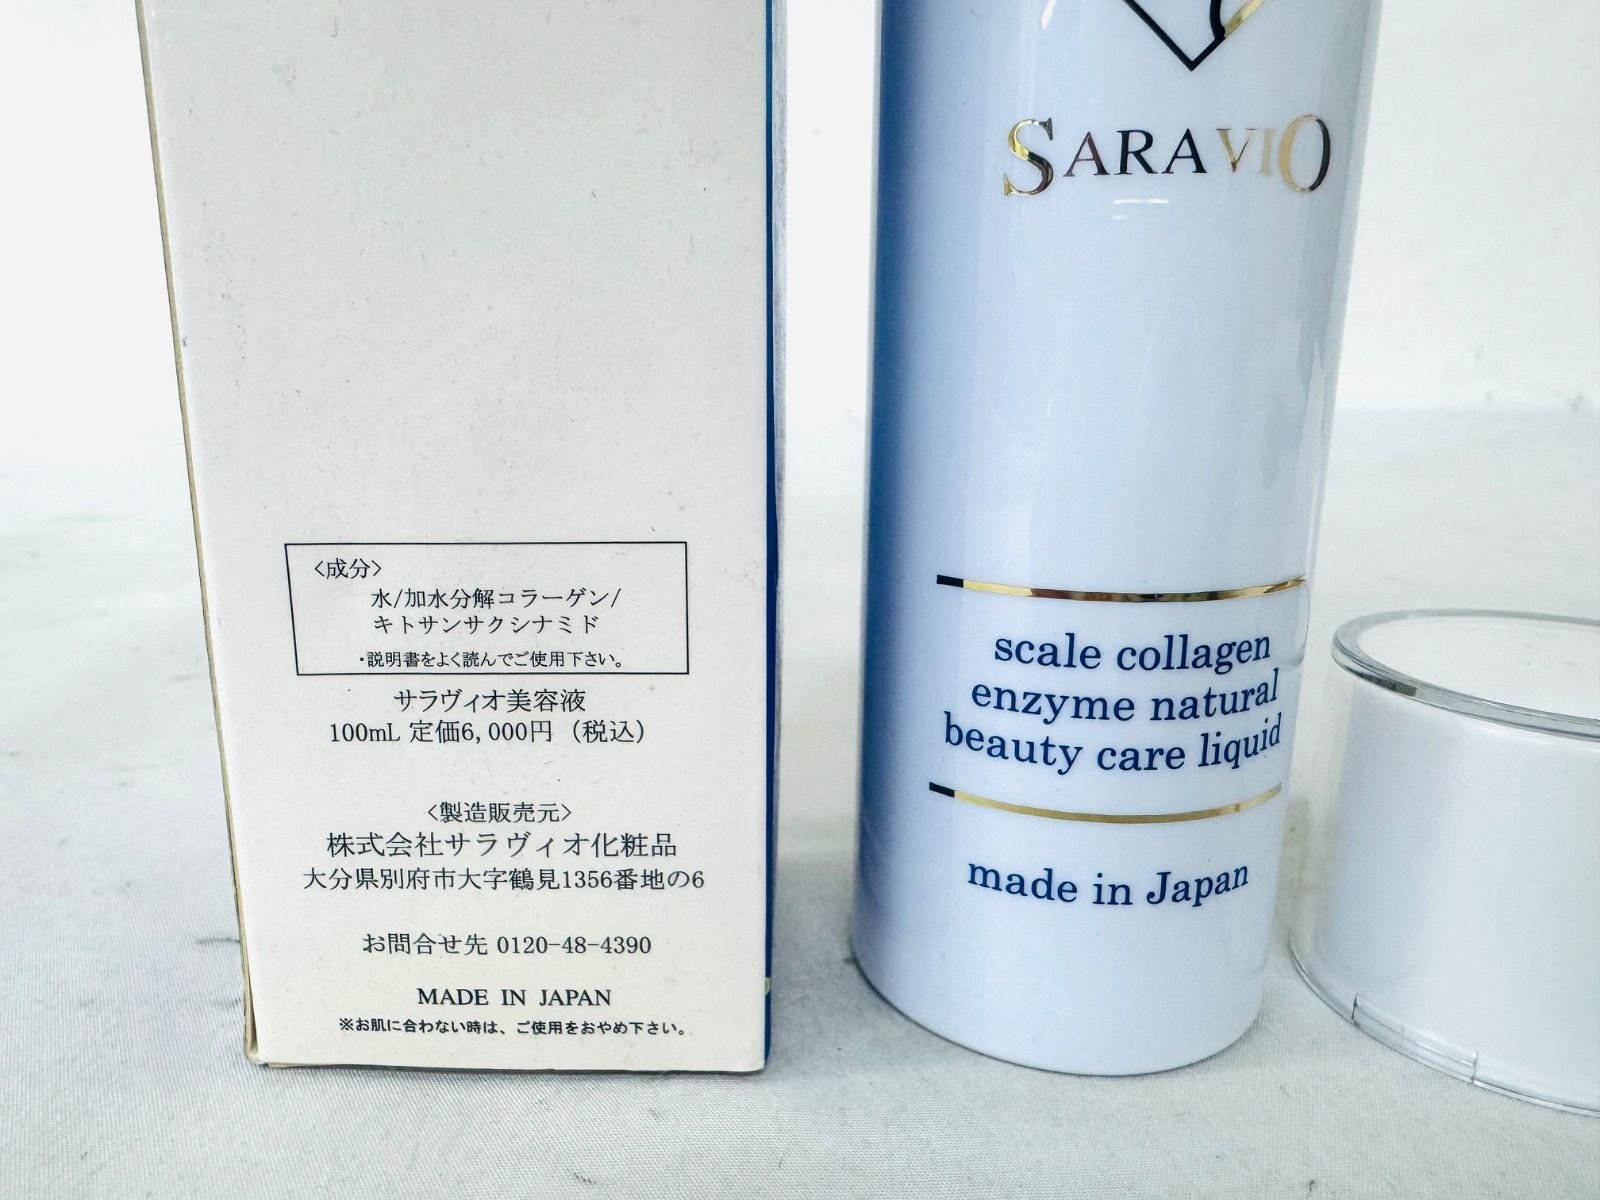 〈成分〉
水/加水分解コラーゲン/
キトサンサクシナミド
・説明書をよく読んでご使用下さい。
サラヴィオ美容液
100mL 定価6,000円（税込）
〈製造販売元〉
株式会社サラヴィオ化粧品
大分県別府市大字鶴見1356番地の6
お問合せ先 0120-48-4390
MADE IN JAPAN
※お肌に合わない時は、ご使用をおやめ下さい。
SARAVIO
scale collagen
enzyme natural
beauty care liquid
made in Japan